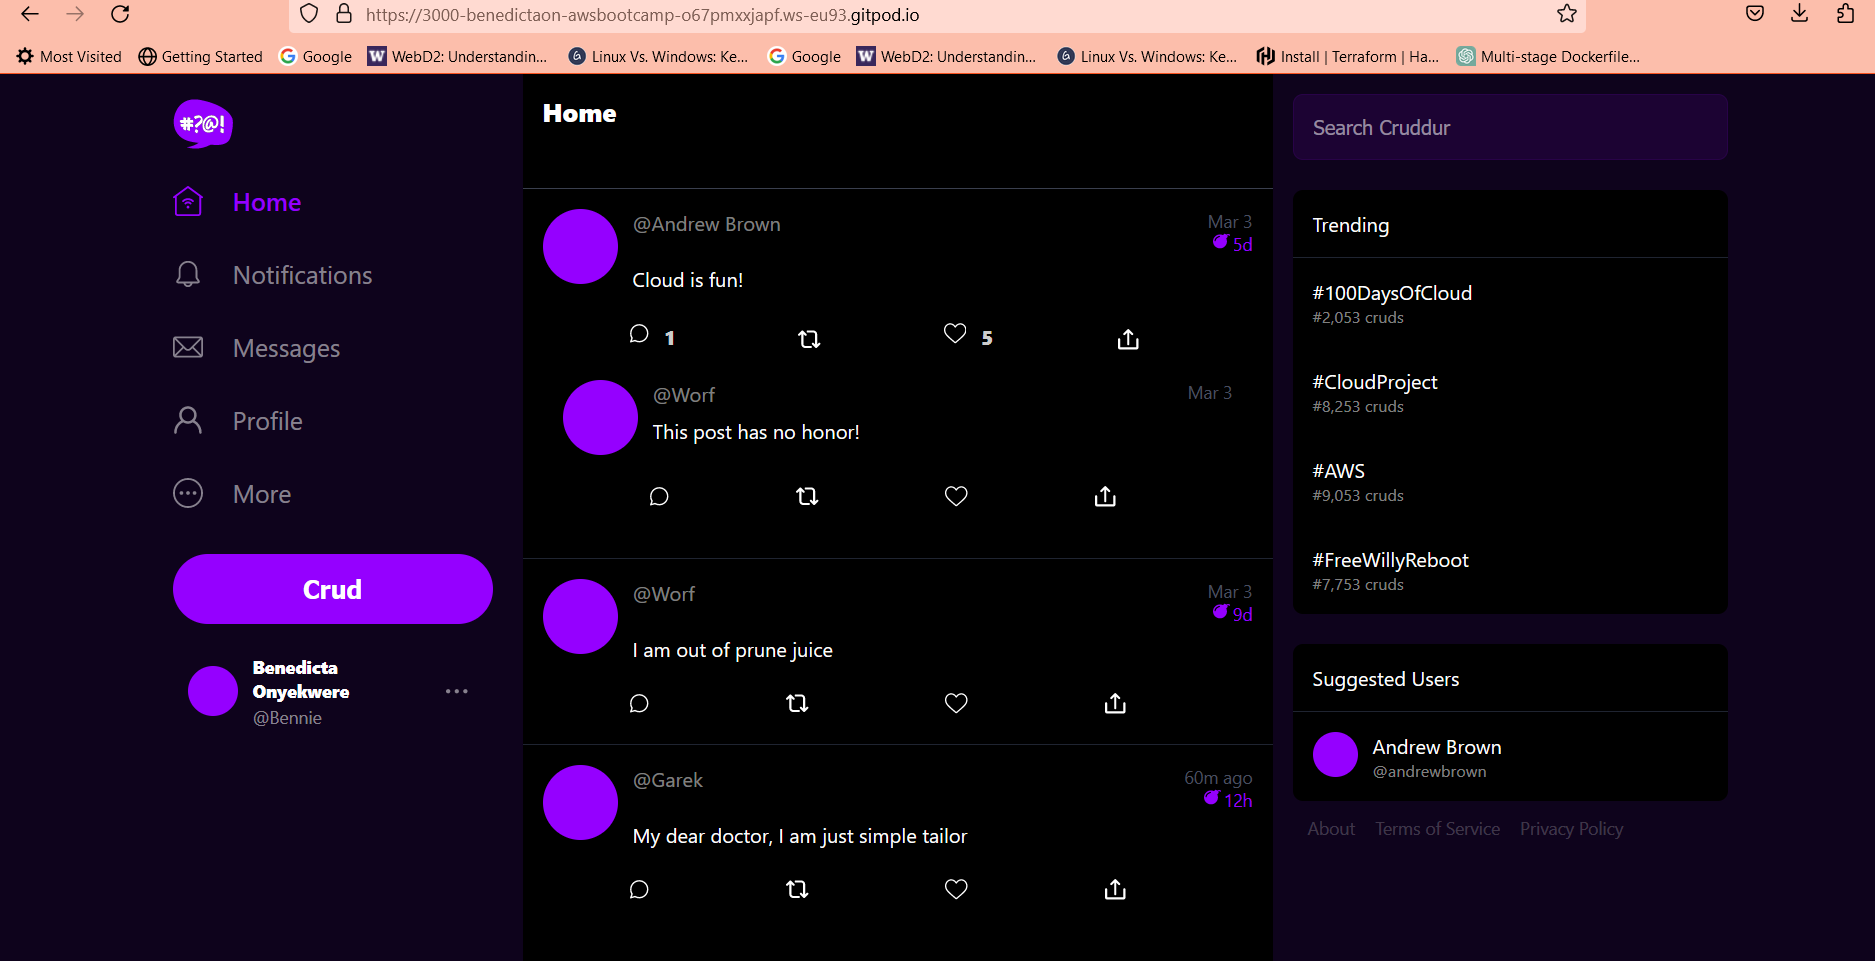 https://3000-benedictaon-awsbootcamp-o67pmxxjapf.ws-eu93.gitpod.io
Most Visited
Getting Started
Google
WebD2: Understandin...
Linux Vs. Windows: Ke...
Google
WebD2: Understandin...
Linux Vs. Windows: Ke...
Install | Terraform | Ha...
Multi-stage Dockerfile...
#?@!
Home
Notifications
Messages
Profile
More
Crud
Benedicta
Onyekwere
@Bennie
Home
@Andrew Brown
Mar 3
5d
Cloud is fun!
1
5
@Worf
Mar 3
This post has no honor!
@Worf
Mar 3
9d
I am out of prune juice
@Garek
60m ago
12h
My dear doctor, I am just simple tailor
Search Cruddur
Trending
#100DaysOfCloud
#2,053 cruds
#CloudProject
#8,253 cruds
#AWS
#9,053 cruds
#FreeWillyReboot
#7,753 cruds
Suggested Users
Andrew Brown
@andrewbrown
About
Terms of Service
Privacy Policy